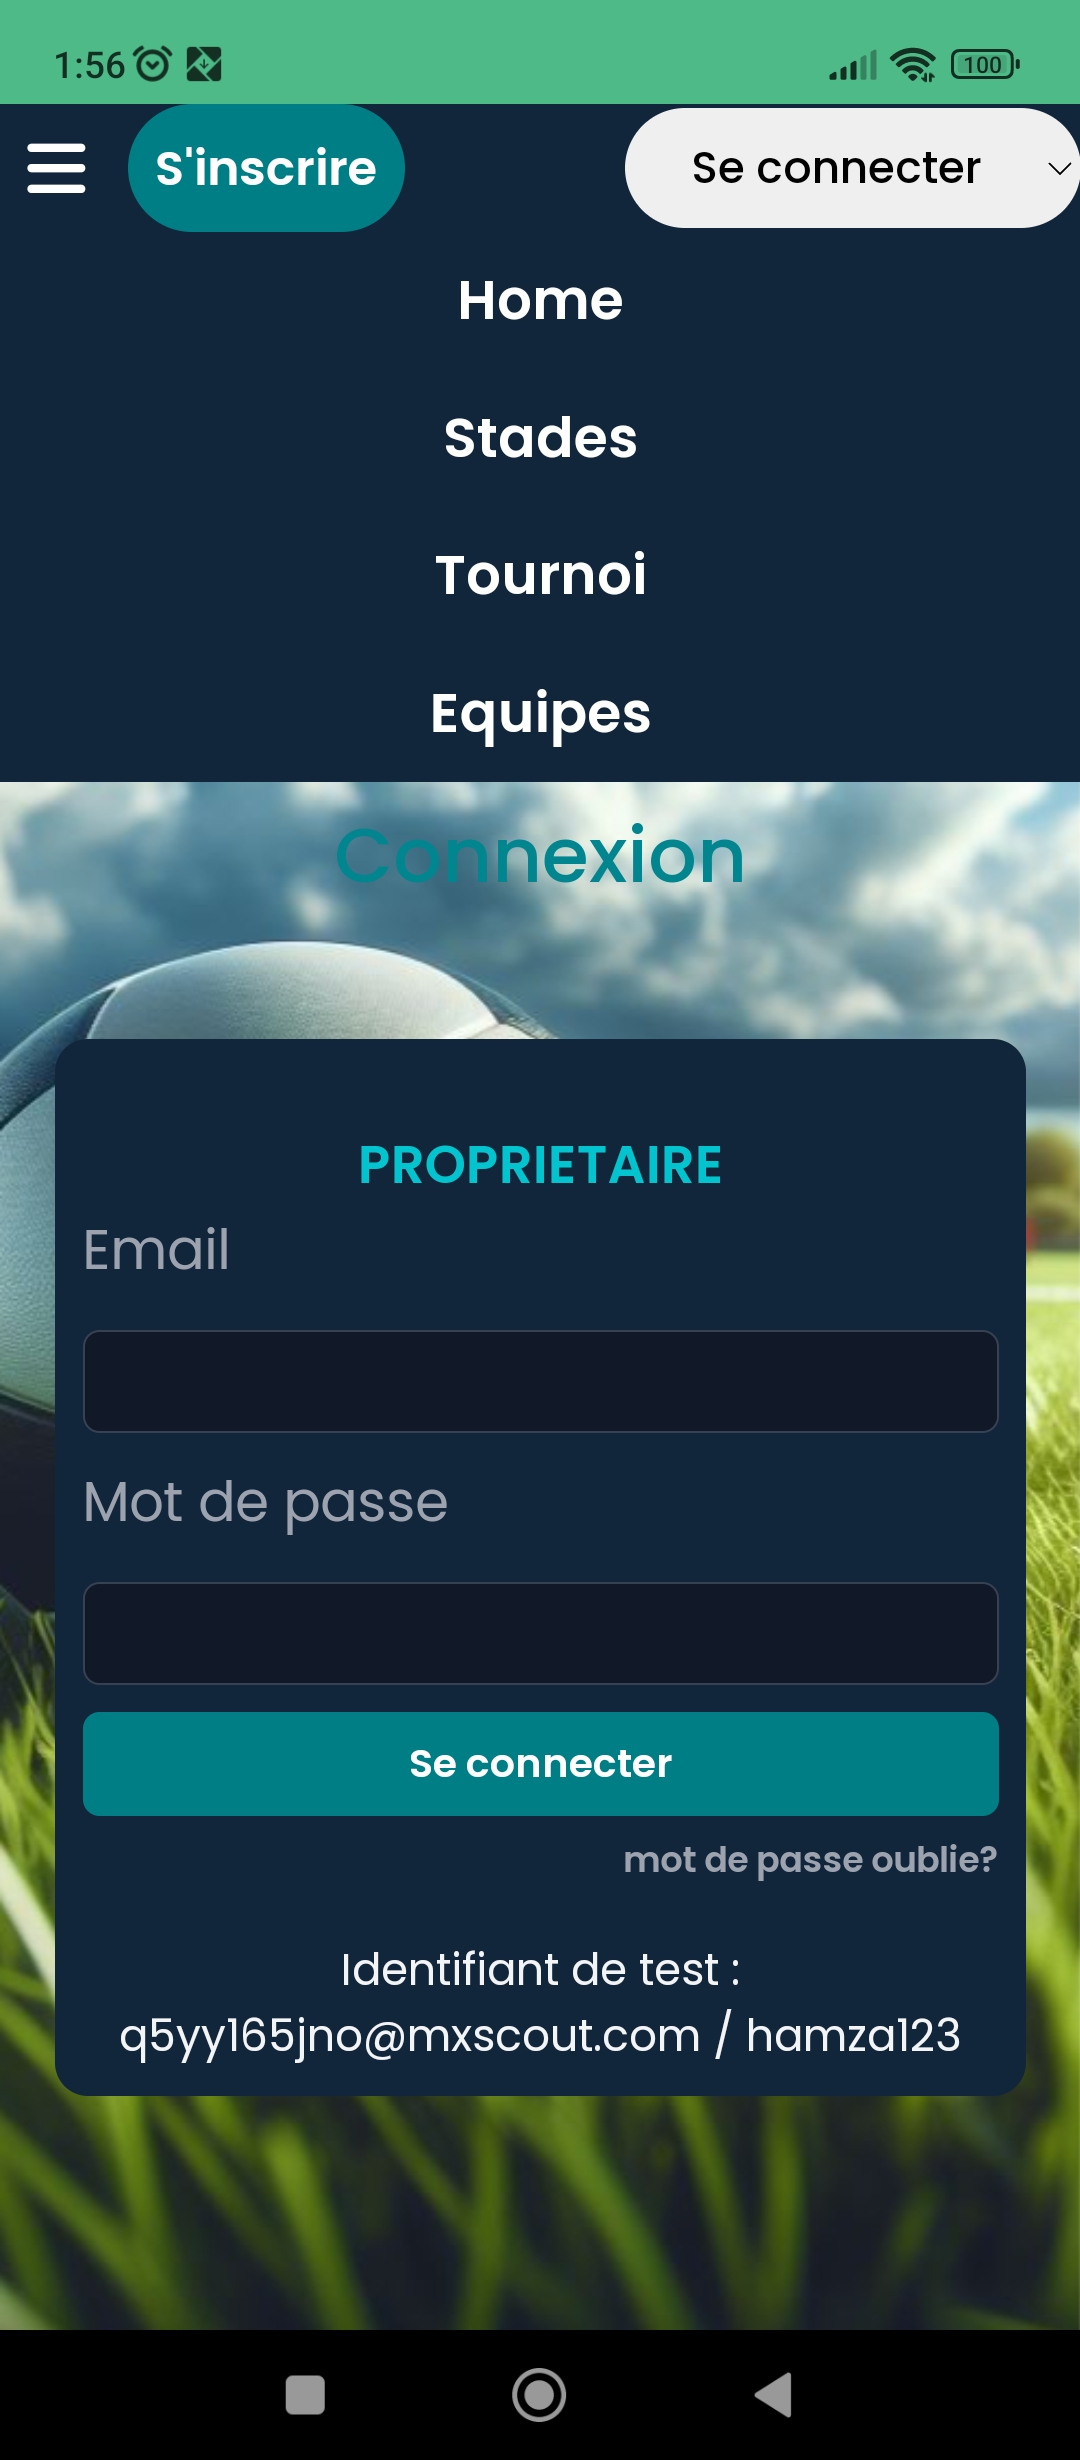 1:56
100
S'inscrire
Se connecter
Home
Stades
Tournoi
Equipes
Connexion
PROPRIETAIRE
Email
Mot de passe
Se connecter
mot de passe oublie?
Identifiant de test :
q5yy165jno@mxscout.com / hamza123